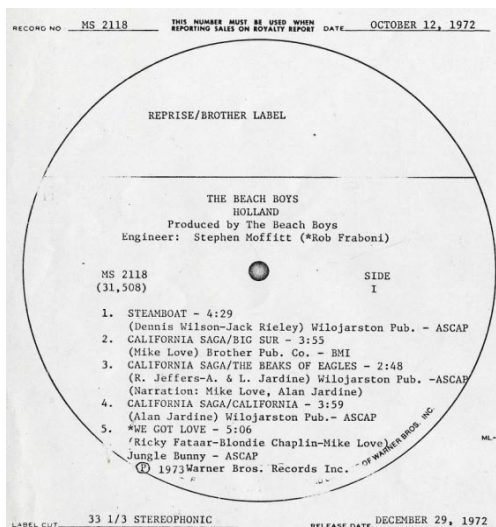 RECORD NO MS 2118 THIS NUMBER MUST BE USED WHEN REPORTING SALES ON ROYALTY REPORT DATE OCTOBER 12, 1972
REPRISE/BROTHER LABEL
THE BEACH BOYS
HOLLAND
Produced by The Beach Boys
Engineer: Stephen Moffitt (*Rob Fraboni)
MS 2118 SIDE
(31,508) I
1. STEAMBOAT - 4:29
(Dennis Wilson-Jack Rieley) Wilojarston Pub. - ASCAP
2. CALIFORNIA SAGA/BIG SUR - 3:55
(Mike Love) Brother Pub. Co. - BMI
3. CALIFORNIA SAGA/THE BEAKS OF EAGLES - 2:48
(R. Jeffers-A. & L. Jardine) Wilojarston Pub. -ASCAP
(Narration: Mike Love, Alan Jardine)
4. CALIFORNIA SAGA/CALIFORNIA - 3:59
(Alan Jardine) Wilojarston Pub.- ASCAP
5. *WE GOT LOVE - 5:06
(Ricky Fataar-Blondie Chaplin-Mike Love)
Jungle Bunny - ASCAP
Ⓟ 1973 Warner Bros. Records Inc.
OF WARNER BROS. INC.
ML-
LABEL CUT 33 1/3 STEREOPHONIC RELEASE DATE DECEMBER 29, 1972